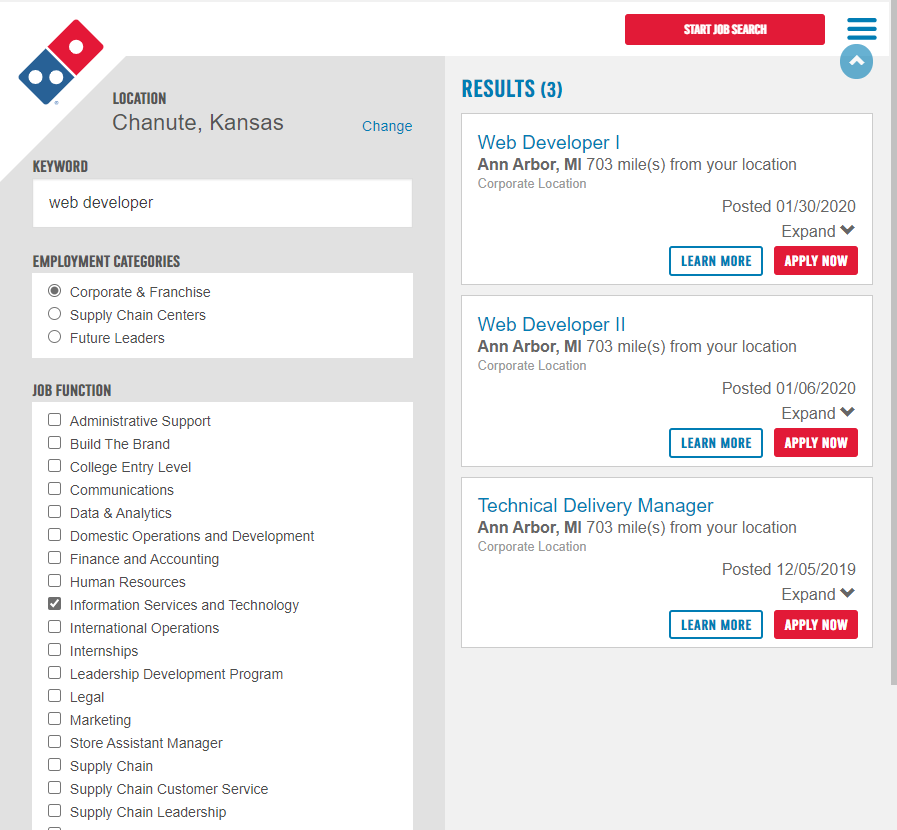 START JOB SEARCH
LOCATION
Chanute, Kansas
Change
KEYWORD
web developer
EMPLOYMENT CATEGORIES
Corporate & Franchise
Supply Chain Centers
Future Leaders
JOB FUNCTION
Administrative Support
Build The Brand
College Entry Level
Communications
Data & Analytics
Domestic Operations and Development
Finance and Accounting
Human Resources
Information Services and Technology
International Operations
Internships
Leadership Development Program
Legal
Marketing
Store Assistant Manager
Supply Chain
Supply Chain Customer Service
Supply Chain Leadership
RESULTS (3)
Web Developer I
Ann Arbor, MI 703 mile(s) from your location
Corporate Location
Posted 01/30/2020
Expand
LEARN MORE APPLY NOW
Web Developer II
Ann Arbor, MI 703 mile(s) from your location
Corporate Location
Posted 01/06/2020
Expand
LEARN MORE APPLY NOW
Technical Delivery Manager
Ann Arbor, MI 703 mile(s) from your location
Corporate Location
Posted 12/05/2019
Expand
LEARN MORE APPLY NOW